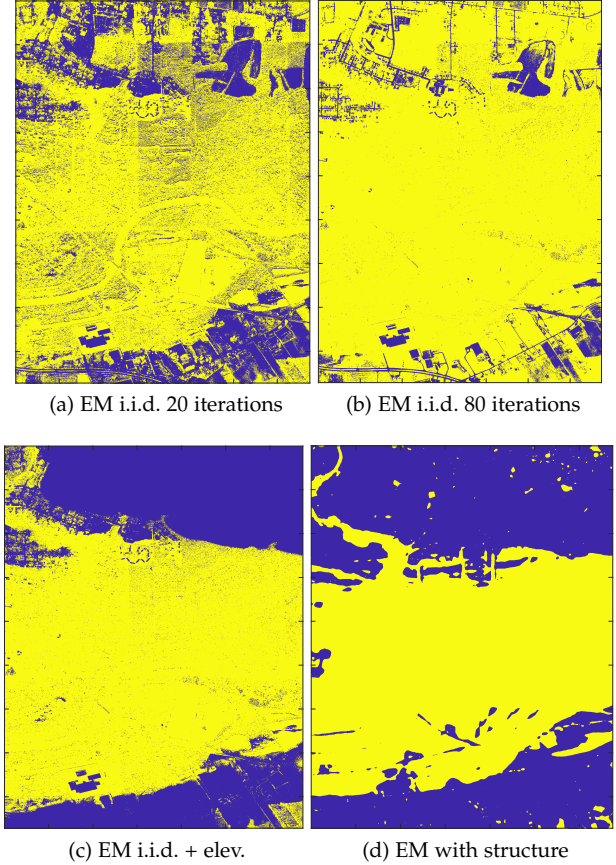 (a) EM i.i.d. 20 iterations
(b) EM i.i.d. 80 iterations
(c) EM i.i.d. + elev.
(d) EM with structure